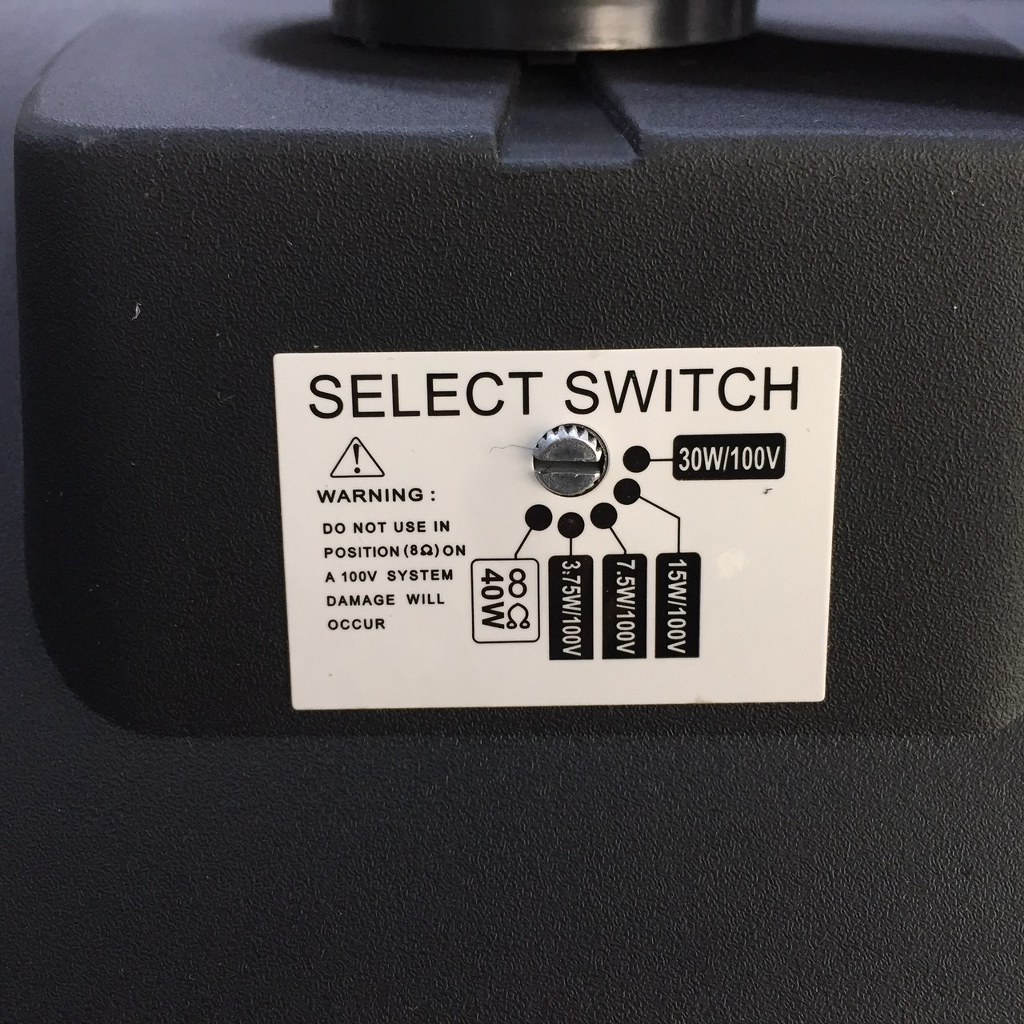 SELECT SWITCH
WARNING :
DO NOT USE IN
POSITION (8Ω) ON
A 100V SYSTEM
DAMAGE WILL
OCCUR
30W/100V
15W/100V
7.5W/100V
3.75W/100V
8Ω
40W